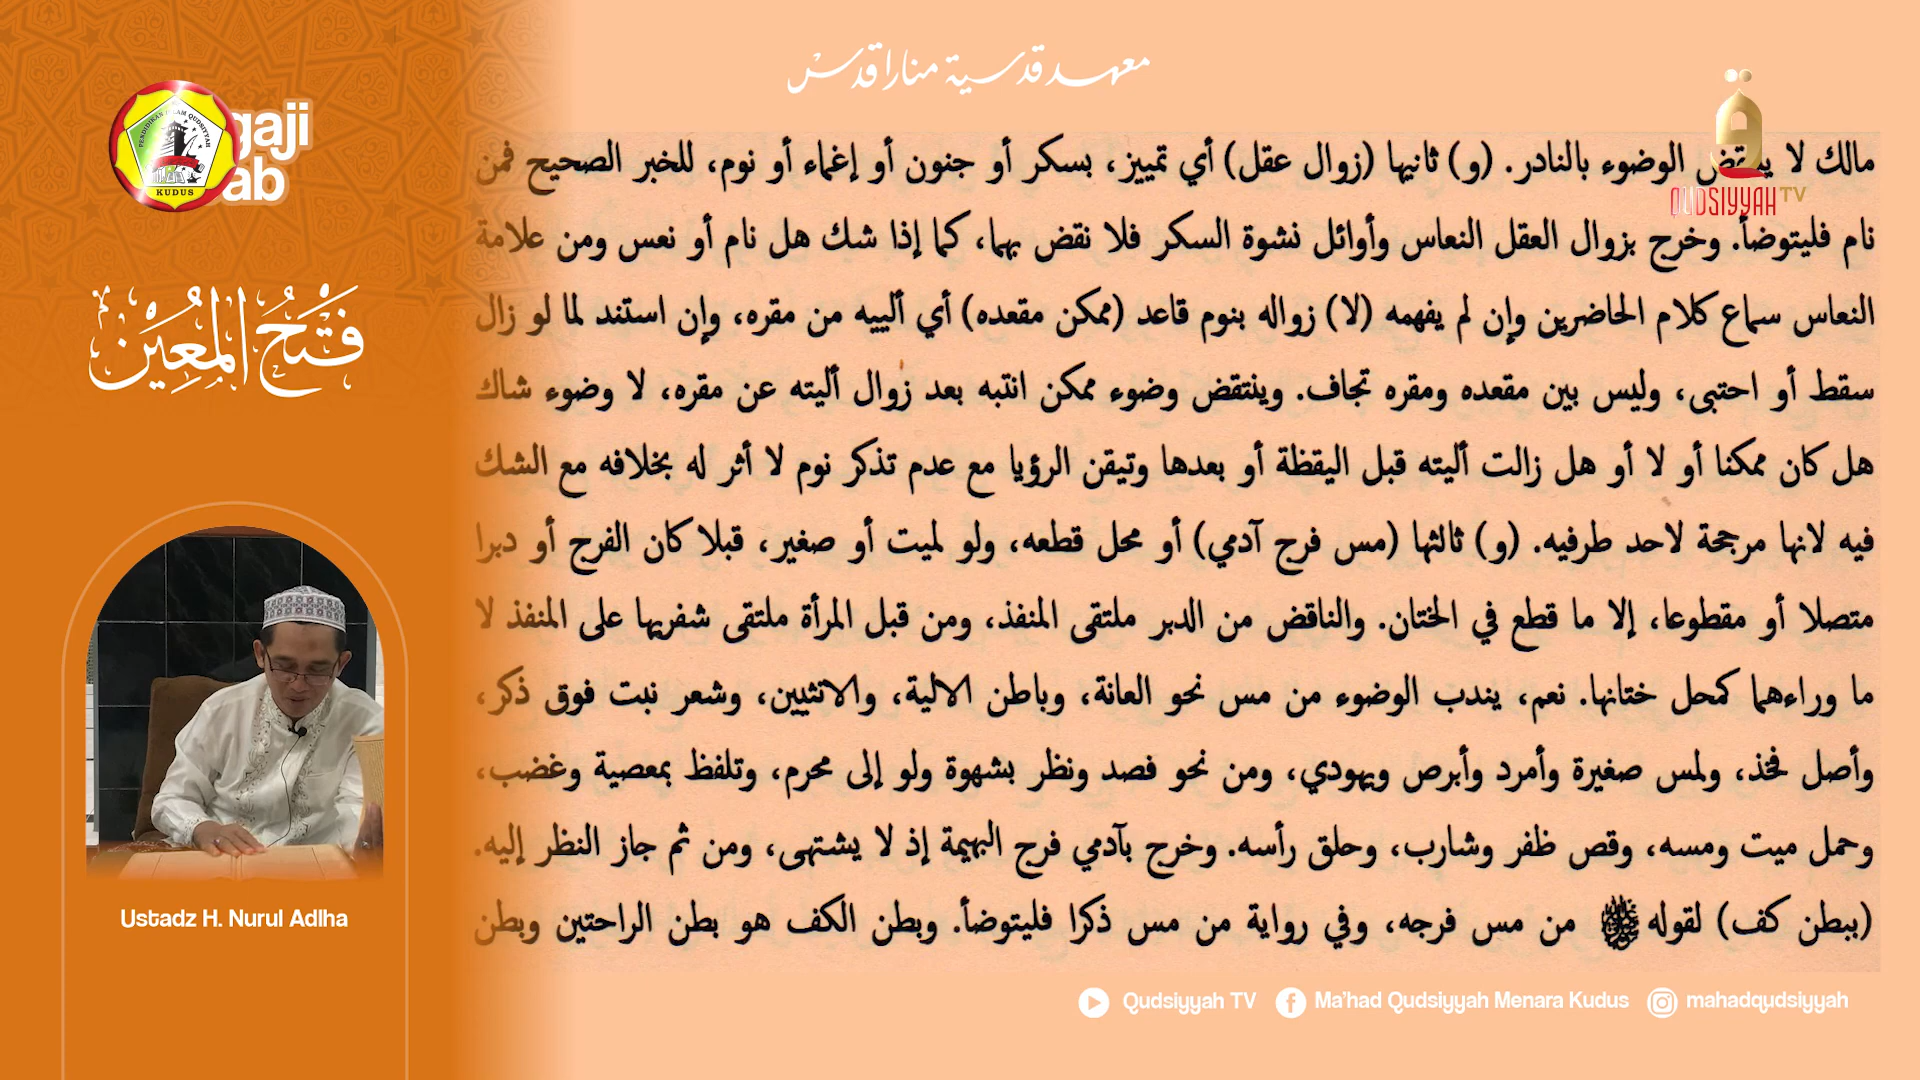 معهد قدسية منارا قدس
gaji
ab
PENDIDIKAN ISLAM QUDSIYYAH
KUDUS
QUDSIYYAH TV
فَتْحُ الْمُعِيْن
مالك لا ينقض الوضوء بالنادر. (و) ثانيها (زوال عقل) أي تمييز، بسكر أو جنون أو إغماء أو نوم، للخبر الصحيح فمن
نام فليتوضأ. وخرج بزوال العقل النعاس وأوائل نشوة السكر فلا نقض بهما، كما إذا شك هل نام أو نعس ومن علامة
النعاس سماع كلام الحاضرين وإن لم يفهمه (لا) زواله بنوم قاعد (ممكن مقعده) أي ألييه من مقره، وإن استند لما لو زال
سقط أو احتبى، وليس بين مقعده ومقره تجاف. وينتقض وضوء ممكن انتبه بعد زوال أليته عن مقره، لا وضوء شاك
هل كان ممكنا أو لا أو هل زالت أليته قبل اليقظة أو بعدها وتيقن الرؤيا مع عدم تذكر نوم لا أثر له بخلافه مع الشك
فيه لانها مرجحة لاحد طرفيه. (و) ثالثها (مس فرج آدمي) أو محل قطعه، ولو لميت أو صغير، قبلا كان الفرج أو دبرا
متصلا أو مقطوعا، إلا ما قطع في الختان. والناقض من الدبر ملتقى المنفذ، ومن قبل المرأة ملتقى شفريها على المنفذ لا
ما وراءهما كمحل ختانها. نعم، يندب الوضوء من مس نحو العانة، وباطن الالية، والانثيين، وشعر نبت فوق ذكر،
وأصل فخذ، ولمس صغيرة وأمرد وأبرص ويهودي، ومن نحو فصد ونظر بشهوة ولو إلى محرم، وتلفظ بمعصية وغضب،
وحمل ميت ومسه، وقص ظفر وشارب، وحلق رأسه. وخرج بآدمي فرج البهيمة إذ لا يشتهى، ومن ثم جاز النظر إليه.
(ببطن كف) لقوله ﷺ من مس فرجه، وفي رواية من مس ذكرا فليتوضأ. وبطن الكف هو بطن الراحتين وبطن
Ustadz H. Nurul Adlha
Qudsiyyah TV
Ma'had Qudsiyyah Menara Kudus
mahadqudsiyyah